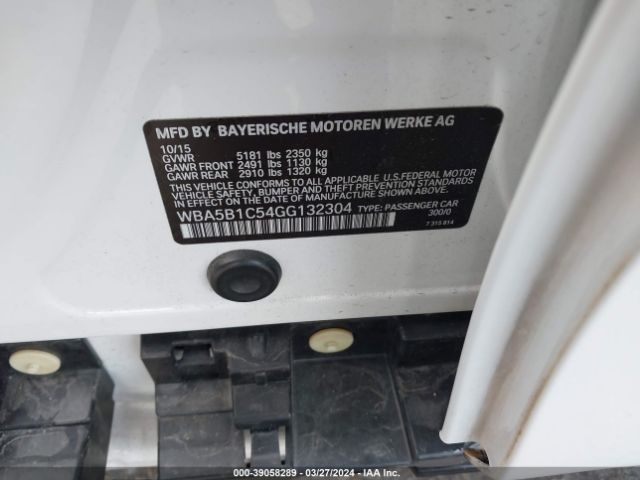 MFD BY BAYERISCHE MOTOREN WERKE AG
10/15
GVWR 5181 lbs 2350 kg
GAWR FRONT 2491 lbs 1130 kg
GAWR REAR 2910 lbs 1320 kg
THIS VEHICLE CONFORMS TO ALL APPLICABLE U.S.FEDERAL MOTOR
VEHICLE SAFETY, BUMPER, AND THEFT PREVENTION STANDARDS IN
EFFECT ON THE DATE OF MANUFACTURE SHOWN ABOVE.
WBA5B1C54GG132304 TYPE: PASSENGER CAR
300/0
7 315 814
000-39058289 - 03/27/2024 - IAA Inc.